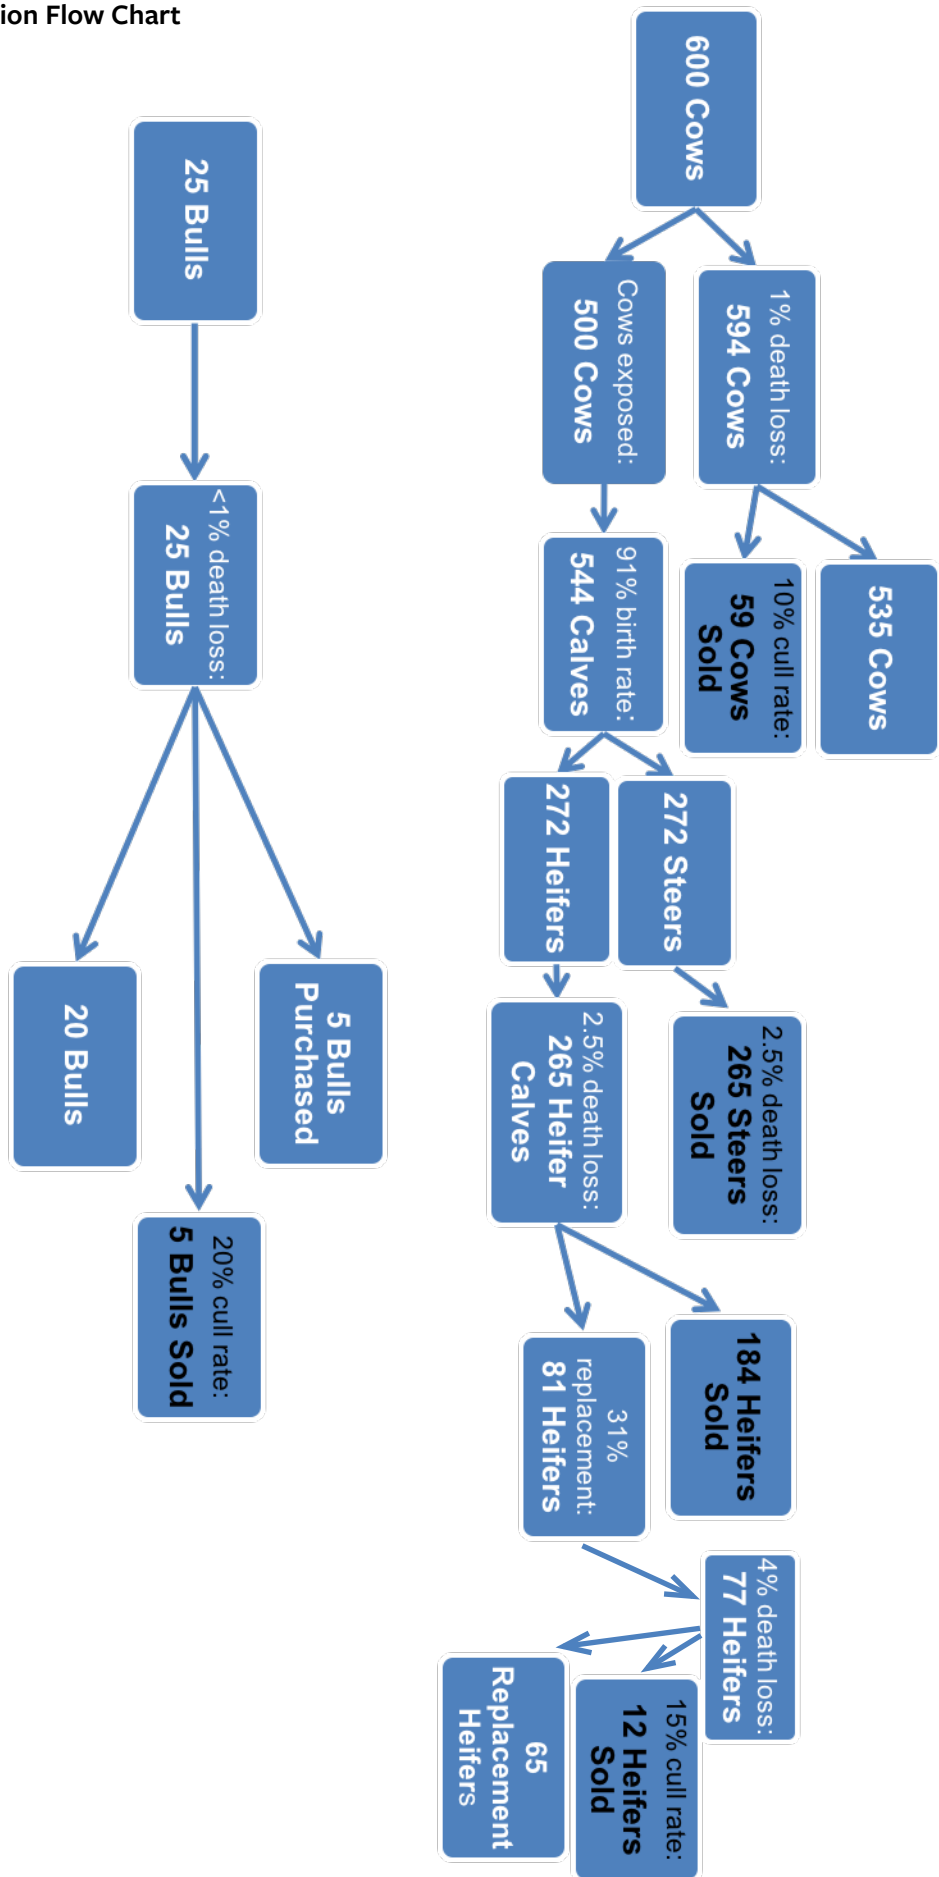 ion Flow Chart
600 Cows
1% death loss:
594 Cows
Cows exposed:
500 Cows
535 Cows
10% cull rate:
59 Cows
Sold
91% birth rate:
544 Calves
272 Steers
272 Heifers
2.5% death loss:
265 Steers
Sold
2.5% death loss:
265 Heifer
Calves
184 Heifers
Sold
31%
replacement:
81 Heifers
4% death loss:
77 Heifers
15% cull rate:
12 Heifers
Sold
65
Replacement
Heifers
25 Bulls
<1% death loss:
25 Bulls
5 Bulls
Purchased
20% cull rate:
5 Bulls Sold
20 Bulls